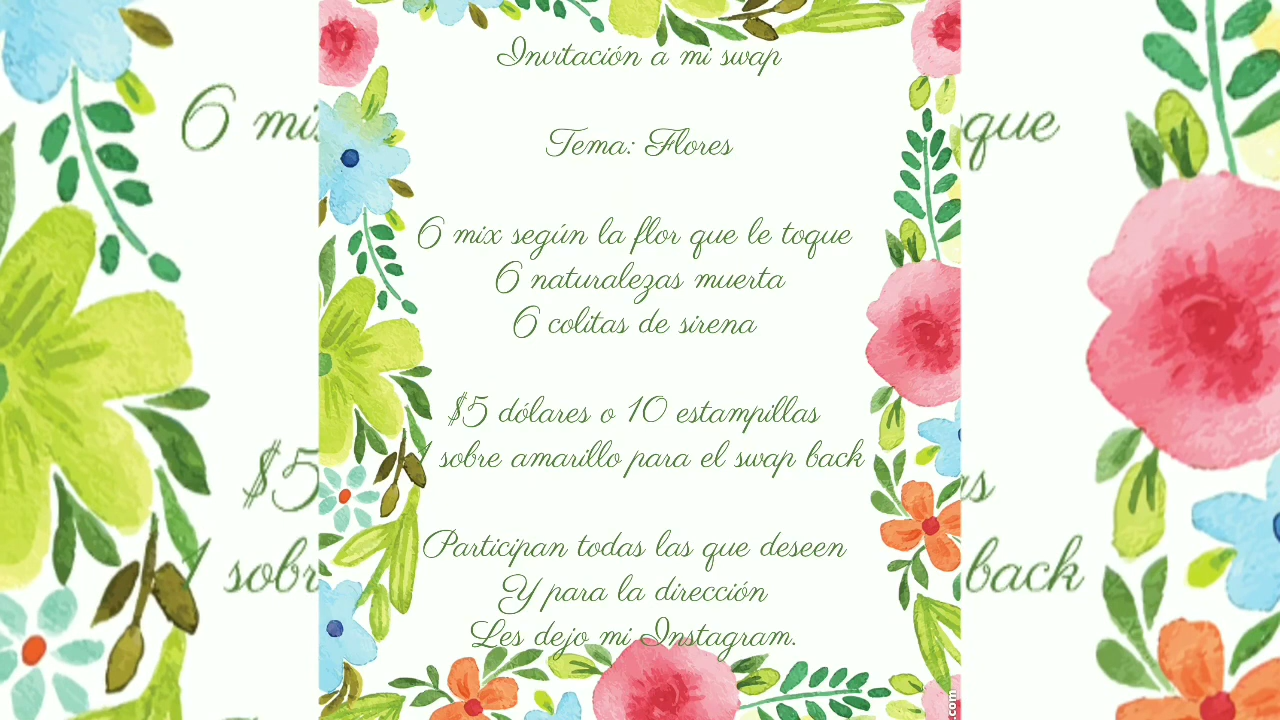 Invitación a mi swap
Tema: Flores
6 mix según la flor que le toque
6 naturalezas muerta
6 colitas de sirena
$5 dólares o 10 estampillas
1 sobre amarillo para el swap back
Participan todas las que deseen
Y para la dirección
Les dejo mi Instagram.
.com